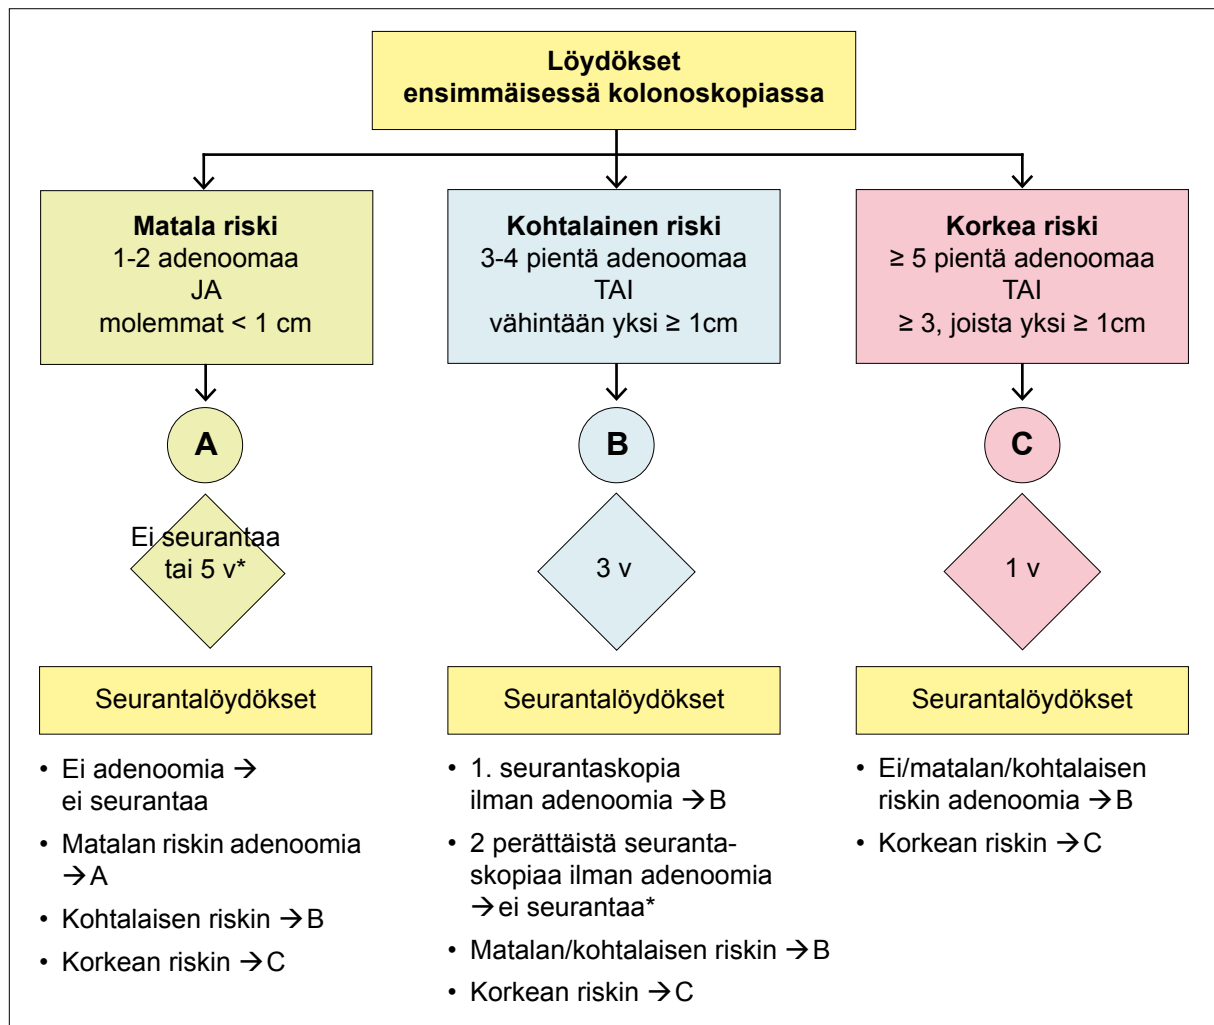 Löydökset
ensimmäisessä kolonoskopiassa
Matala riski
1-2 adenoomaa
JA
molemmat < 1 cm
Kohtalainen riski
3-4 pientä adenoomaa
TAI
vähintään yksi ≥ 1cm
Korkea riski
≥ 5 pientä adenoomaa
TAI
≥ 3, joista yksi ≥ 1cm
A
B
C
Ei seurantaa
tai 5 v*
3 v
1 v
Seurantalöydökset
• Ei adenoomia →
ei seurantaa
• Matalan riskin adenoomia
→ A
• Kohtalaisen riskin → B
• Korkean riskin → C
Seurantalöydökset
• 1. seurantaskopia
ilman adenoomia → B
• 2 perättäistä seuranta-
skopiaa ilman adenoomia
→ ei seurantaa*
• Matalan/kohtalaisen riskin → B
• Korkean riskin → C
Seurantalöydökset
• Ei/matalan/kohtalaisen
riskin adenoomia → B
• Korkean riskin → C